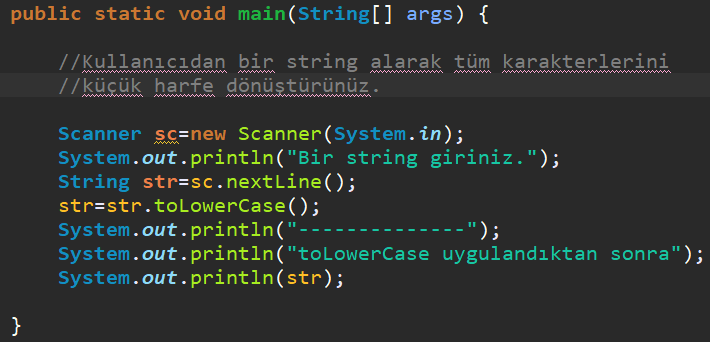 public static void main(String[] args) {
//Kullanıcıdan bir string alarak tüm karakterlerini
//küçük harfe dönüştürünüz.
Scanner sc=new Scanner(System.in);
System.out.println("Bir string giriniz.");
String str=sc.nextLine();
str=str.toLowerCase();
System.out.println("--------------");
System.out.println("toLowerCase uygulandıktan sonra");
System.out.println(str);
}